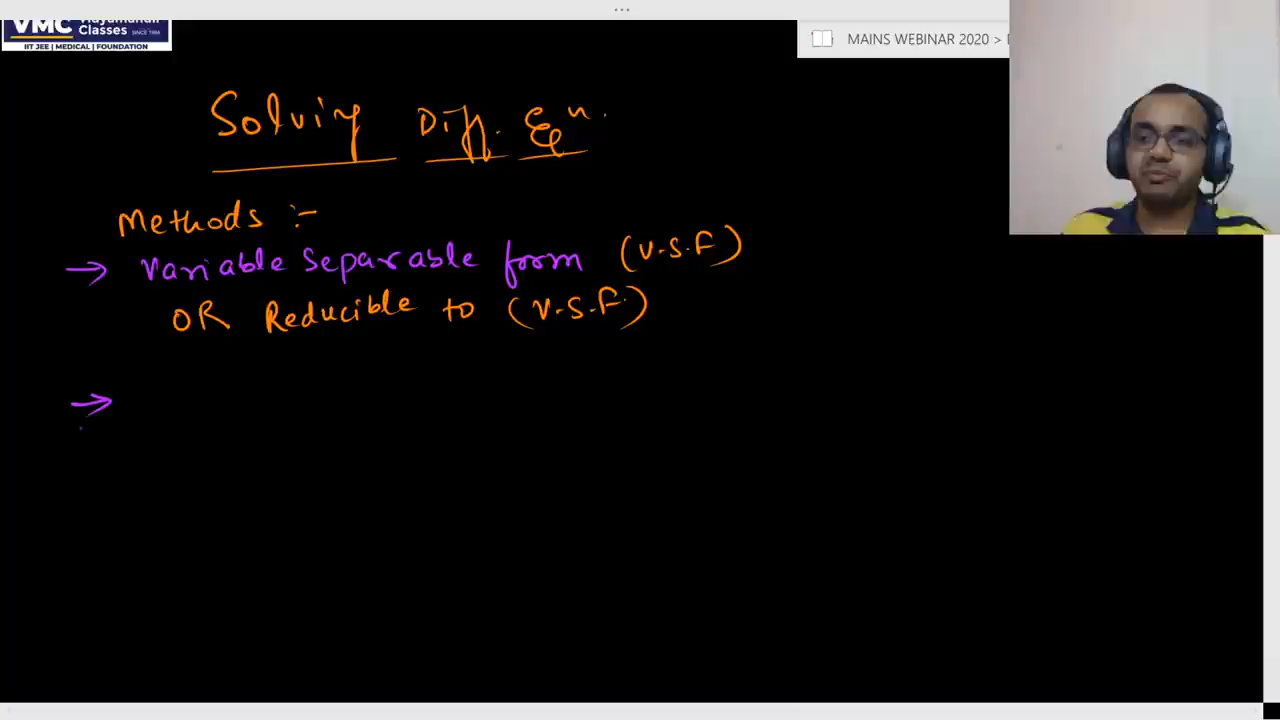 VMC Vidyamandir Classes SINCE 1986
IIT JEE | MEDICAL | FOUNDATION
MAINS WEBINAR 2020 >
Solving Diff. Eqn.
Methods :-
→ Variable Separable form (V.S.F)
OR Reducible to (V.S.F.)
→